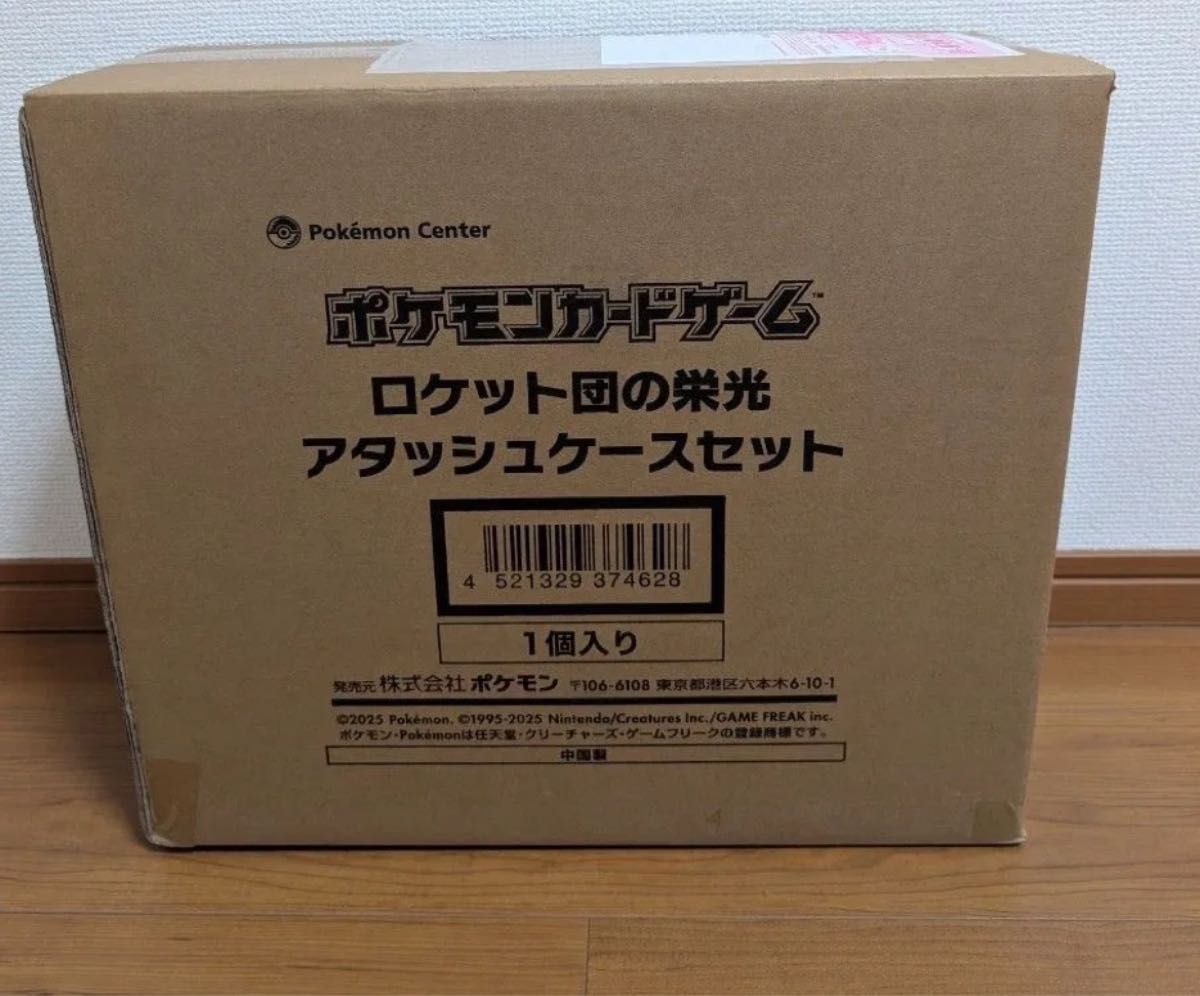 Pokémon Center
ポケモンカードゲーム™
ロケット団の栄光
アタッシュケースセット
4 521329 374628
1個入り
発売元 株式会社 ポケモン 〒106-6108 東京都港区六本木6-10-1
©2025 Pokémon. ©1995-2025 Nintendo/Creatures Inc./GAME FREAK inc.
ポケモン・Pokémonは任天堂・クリーチャーズ・ゲームフリークの登録商標です。
中国製